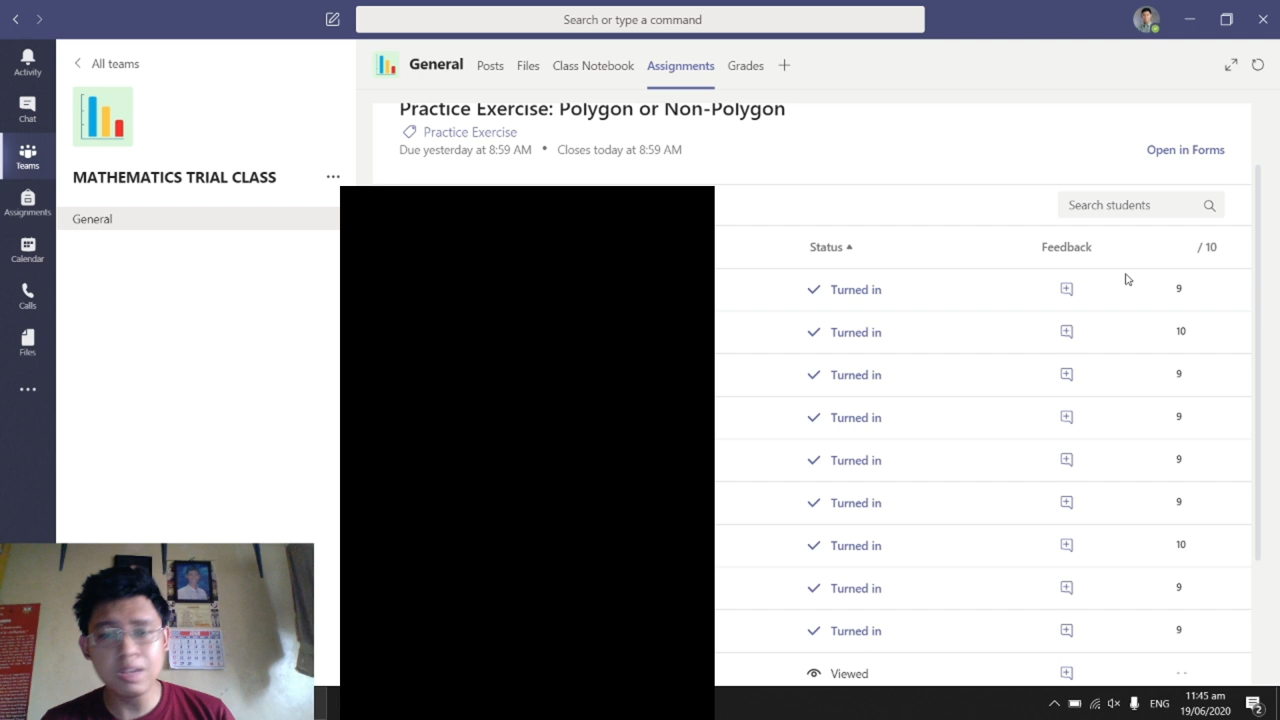 Search or type a command
Activity
Chat
Teams
Assignments
Calendar
Calls
Files
All teams
MATHEMATICS TRIAL CLASS
General
General Posts Files Class Notebook Assignments Grades
Practice Exercise: Polygon or Non-Polygon
Practice Exercise
Due yesterday at 8:59 AM • Closes today at 8:59 AM
Open in Forms
Search students
Status Feedback / 10
Turned in 9
Turned in 10
Turned in 9
Turned in 9
Turned in 9
Turned in 9
Turned in 10
Turned in 9
Turned in 9
Viewed - -
ENG
11:45 am
19/06/2020
2